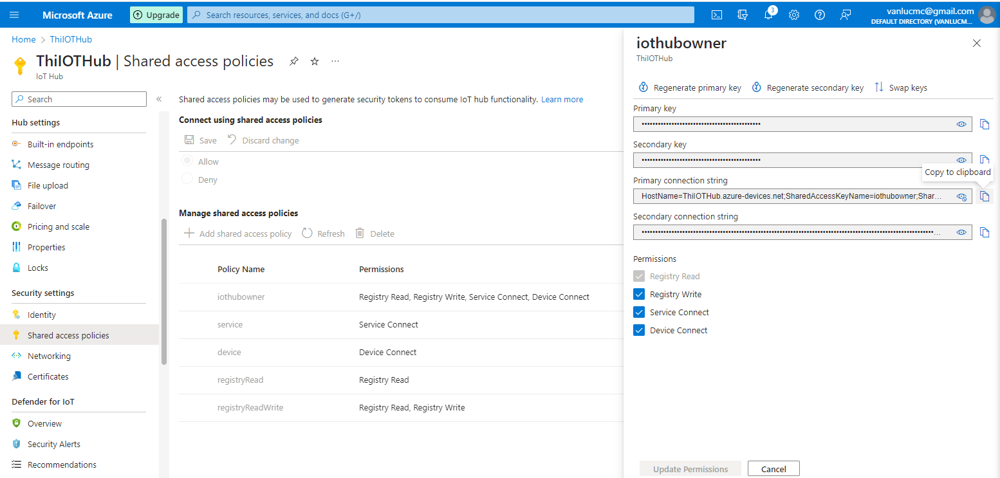 Microsoft Azure
Upgrade
Search resources, services, and docs (G+/)
3
vanlucmc@gmail.com
DEFAULT DIRECTORY (VANLUCM...
Home > ThiIOTHub
ThiIOTHub | Shared access policies
IoT Hub
Search
Hub settings
Built-in endpoints
Message routing
File upload
Failover
Pricing and scale
Properties
Locks
Security settings
Identity
Shared access policies
Networking
Certificates
Defender for IoT
Overview
Security Alerts
Recommendations
Shared access policies may be used to generate security tokens to consume IoT hub functionality. Learn more
Connect using shared access policies
Save Discard change
Allow
Deny
Manage shared access policies
Add shared access policy Refresh Delete
Policy Name Permissions
iothubowner Registry Read, Registry Write, Service Connect, Device Connect
service Service Connect
device Device Connect
registryRead Registry Read
registryReadWrite Registry Read, Registry Write
iothubowner
ThiIOTHub
Regenerate primary key Regenerate secondary key Swap keys
Primary key
Secondary key
Copy to clipboard
Primary connection string
HostName=ThiIOTHub.azure-devices.net;SharedAccessKeyName=iothubowner;Shar...
Secondary connection string
Permissions
Registry Read
Registry Write
Service Connect
Device Connect
Update Permissions Cancel